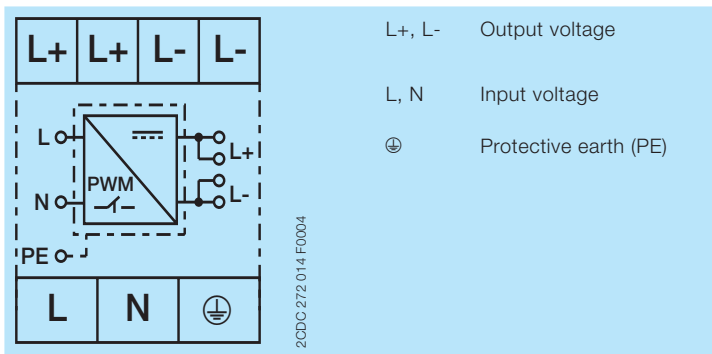 L+ L+ L- L-
L
L+
PWM
N
L-
PE
L N
2CDC 272 014 F0004
L+, L- Output voltage
L, N Input voltage
Protective earth (PE)